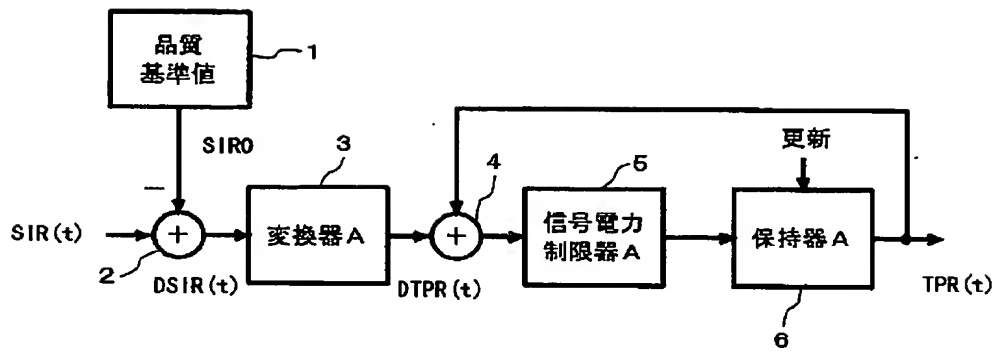 品質
基準値
1
SIR0
3
4
更新
5
SIR(t)
+
変換器A
+
信号電力
制限器A
保持器A
2
DSIR(t)
DTPR(t)
TPR(t)
6